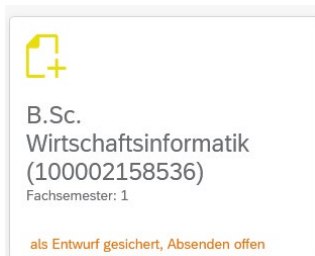 B.Sc.
Wirtschaftsinformatik
(100002158536)
Fachsemester: 1
als Entwurf gesichert, Absenden offen